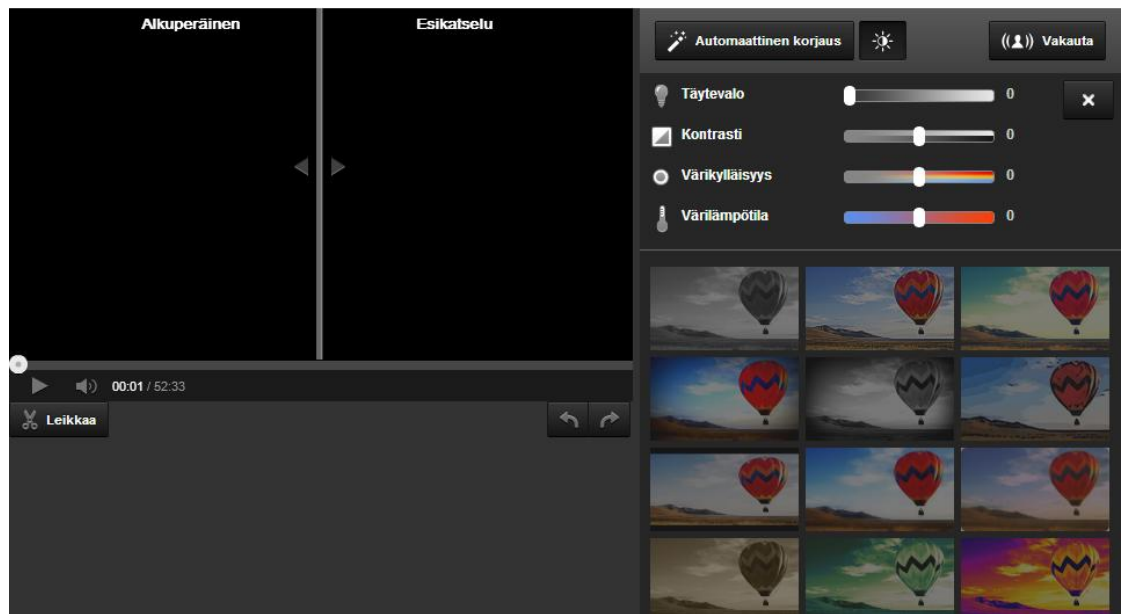 Alkuperäinen
Esikatselu
Automaattinen korjaus
Vakauta
Täytevalo 0
Kontrasti 0
Värikylläisyys 0
Värilämpötila 0
00:01 / 52:33
Leikkaa